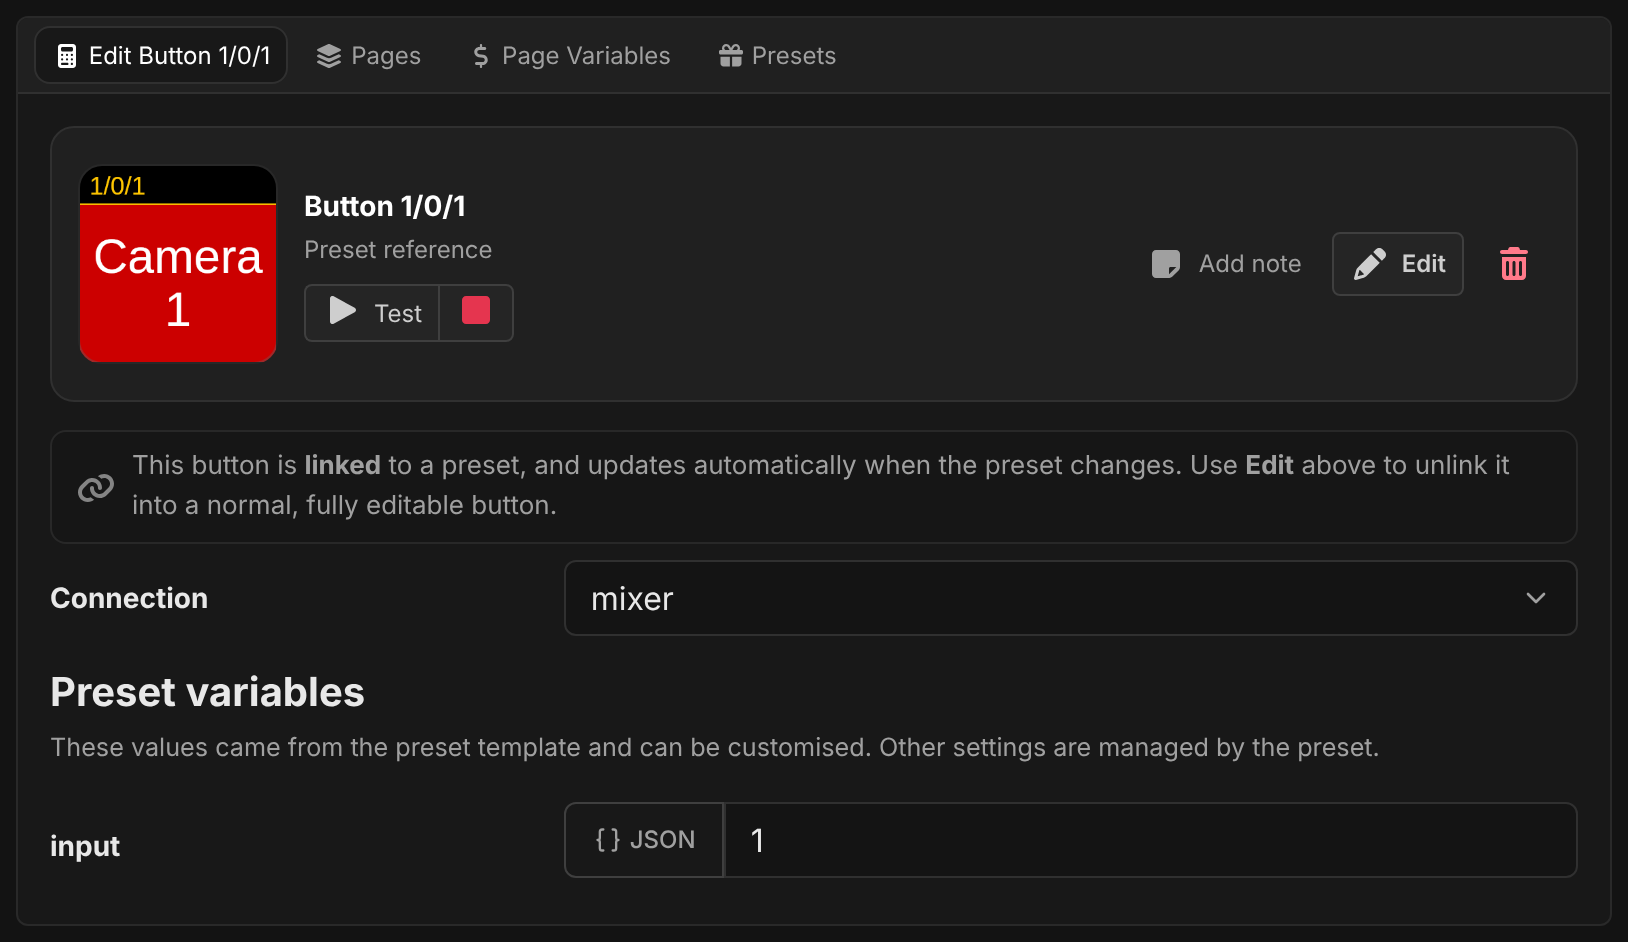 Edit Button 1/0/1
Pages
$ Page Variables
Presets
1/0/1
Camera
1
Button 1/0/1
Preset reference
Test
Add note
Edit
This button is linked to a preset, and updates automatically when the preset changes. Use Edit above to unlink it
into a normal, fully editable button.
Connection
mixer
Preset variables
These values came from the preset template and can be customised. Other settings are managed by the preset.
input
{ } JSON
1